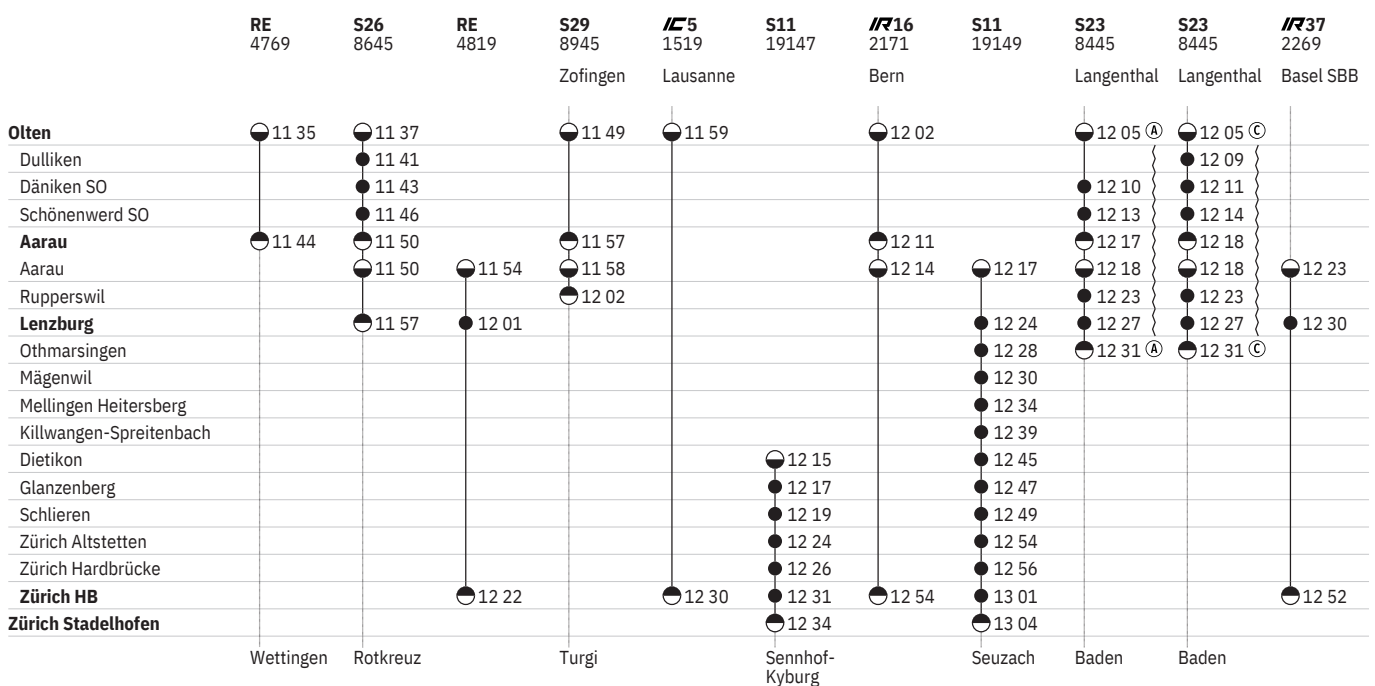 RE S26 RE S29 IC5 S11 IR16 S11 S23 S23 IR37
4769 8645 4819 8945 1519 19147 2171 19149 8445 8445 2269
Zofingen Lausanne Bern Langenthal Langenthal Basel SBB
Olten 11 35 11 37 11 49 11 59 12 02 12 05 Ⓐ 12 05 Ⓒ
Dulliken 11 41 12 09
Däniken SO 11 43 12 10 12 11
Schönenwerd SO 11 46 12 13 12 14
Aarau 11 44 11 50 11 57 12 11 12 17 12 18
Aarau 11 50 11 54 11 58 12 14 12 17 12 18 12 18 12 23
Rupperswil 12 02 12 23 12 23
Lenzburg 11 57 12 01 12 24 12 27 12 27 12 30
Othmarsingen 12 28 12 31 Ⓐ 12 31 Ⓒ
Mägenwil 12 30
Mellingen Heitersberg 12 34
Killwangen-Spreitenbach 12 39
Dietikon 12 15 12 45
Glanzenberg 12 17 12 47
Schlieren 12 19 12 49
Zürich Altstetten 12 24 12 54
Zürich Hardbrücke 12 26 12 56
Zürich HB 12 22 12 30 12 31 12 54 13 01 12 52
Zürich Stadelhofen 12 34 13 04
Wettingen Rotkreuz Turgi Sennhof- Seuzach Baden Baden
Kyburg